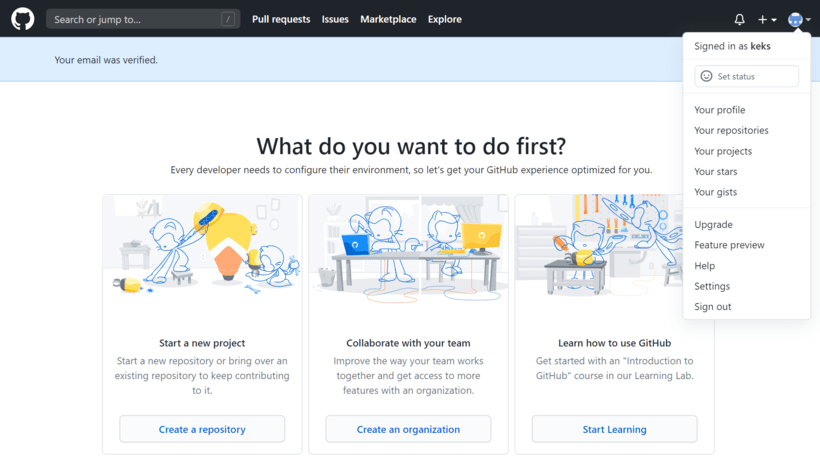 Search or jump to...
/
Pull requests
Issues
Marketplace
Explore
Signed in as keks
Set status
Your profile
Your repositories
Your projects
Your stars
Your gists
Upgrade
Feature preview
Help
Settings
Sign out
Your email was verified.
What do you want to do first?
Every developer needs to configure their environment, so let's get your GitHub experience optimized for you.
Start a new project
Start a new repository or bring over an
existing repository to keep contributing
to it.
Create a repository
Collaborate with your team
Improve the way your team works
together and get access to more
features with an organization.
Create an organization
Learn how to use GitHub
Get started with an "Introduction to
GitHub" course in our Learning Lab.
Start Learning